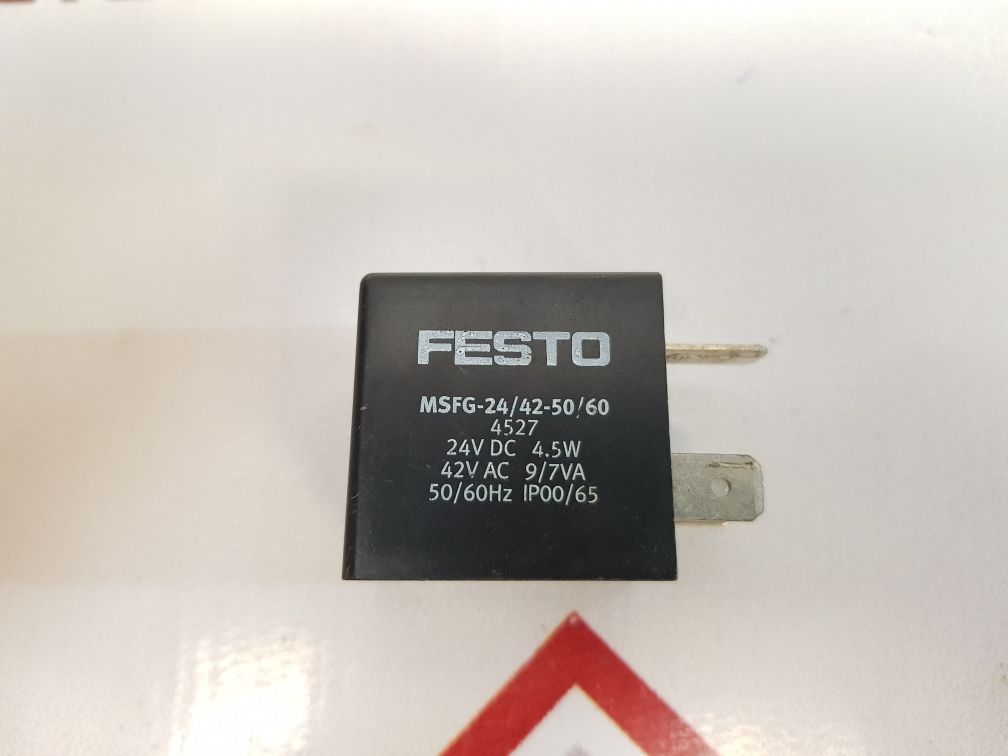 FESTO
MSFG-24/42-50/60
4527
24V DC 4.5W
42V AC 9/7VA
50/60Hz IP00/65